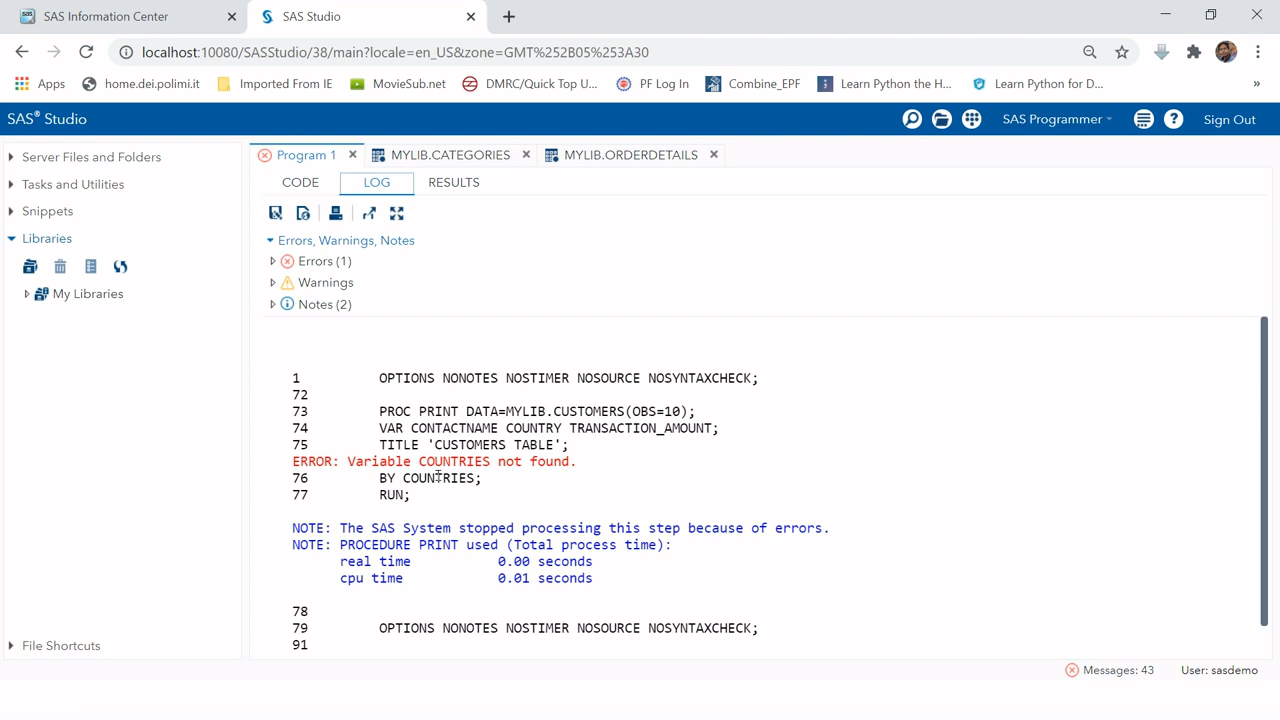 SAS Information Center
SAS Studio
localhost:10080/SASStudio/38/main?locale=en_US&zone=GMT%252B05%253A30
Apps home.dei.polimi.it Imported From IE MovieSub.net DMRC/Quick Top U... PF Log In Combine_EPF Learn Python the H... Learn Python for D... »
SAS® Studio
SAS Programmer
Sign Out
Server Files and Folders
Tasks and Utilities
Snippets
Libraries
My Libraries
File Shortcuts
Program 1 MYLIB.CATEGORIES MYLIB.ORDERDETAILS
CODE LOG RESULTS
Errors, Warnings, Notes
Errors (1)
Warnings
Notes (2)
1 OPTIONS NONOTES NOSTIMER NOSOURCE NOSYNTAXCHECK;
72
73 PROC PRINT DATA=MYLIB.CUSTOMERS(OBS=10);
74 VAR CONTACTNAME COUNTRY TRANSACTION_AMOUNT;
75 TITLE 'CUSTOMERS TABLE';
ERROR: Variable COUNTRIES not found.
76 BY COUNTRIES;
77 RUN;
NOTE: The SAS System stopped processing this step because of errors.
NOTE: PROCEDURE PRINT used (Total process time):
real time 0.00 seconds
cpu time 0.01 seconds
78
79 OPTIONS NONOTES NOSTIMER NOSOURCE NOSYNTAXCHECK;
91
Messages: 43 User: sasdemo